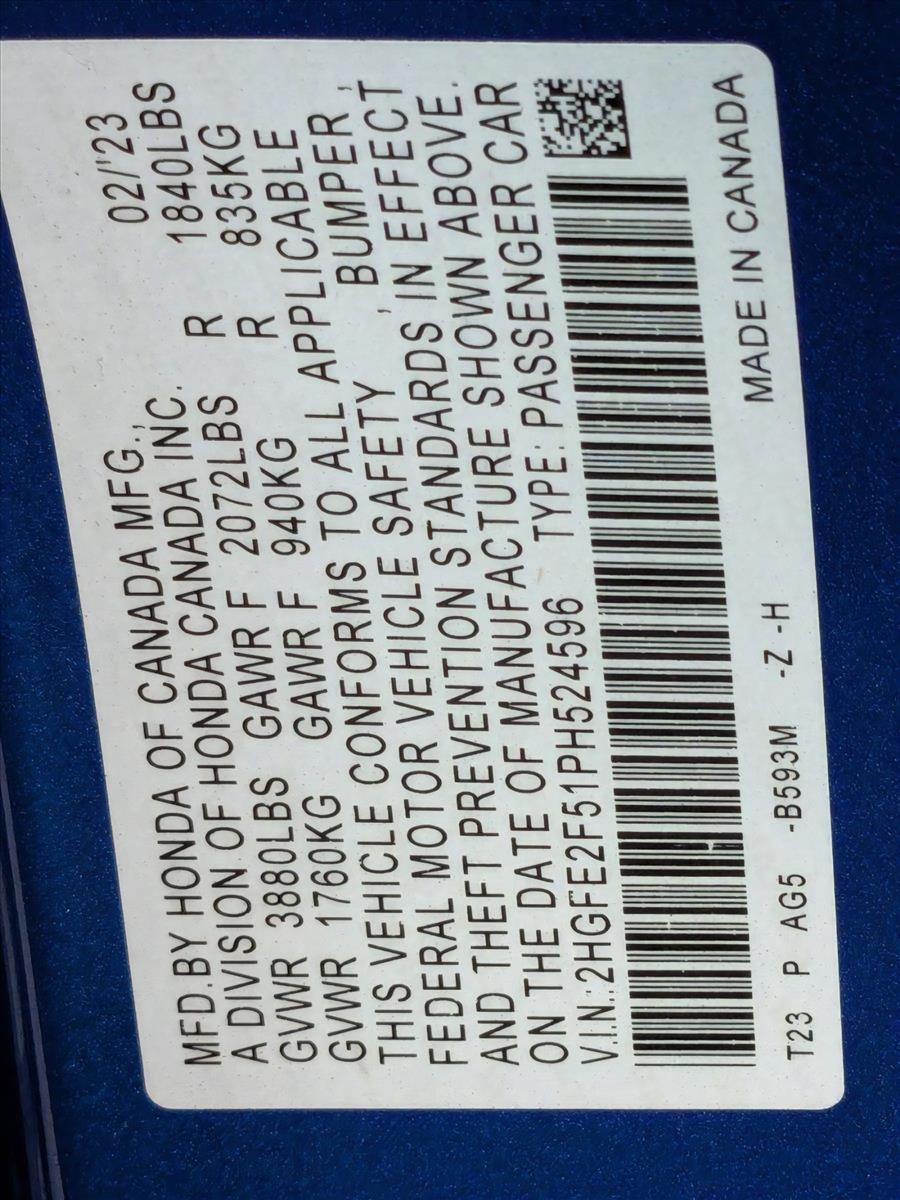 MFD.BY HONDA OF CANADA MFG., 02/'23
A DIVISION OF HONDA CANADA INC.
GVWR 3880LBS GAWR F 2072LBS R 1840LBS
GVWR 1760KG GAWR F 940KG R 835KG
THIS VEHICLE CONFORMS TO ALL APPLICABLE
FEDERAL MOTOR VEHICLE SAFETY , BUMPER ,
AND THEFT PREVENTION STANDARDS IN EFFECT
ON THE DATE OF MANUFACTURE SHOWN ABOVE.
V.I.N.:2HGFE2F51PH524596 TYPE: PASSENGER CAR
T23 P AG5 -B593M -Z -H MADE IN CANADA